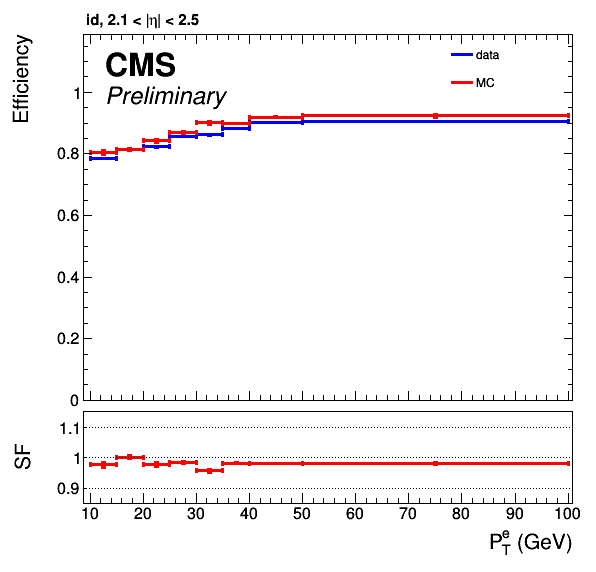 id, 2.1 < |η| < 2.5
CMS
Preliminary
data
MC
Efficiency
1
0.8
0.6
0.4
0.2
0
SF
1.1
1
0.9
10 20 30 40 50 60 70 80 90 100
P_T^e (GeV)